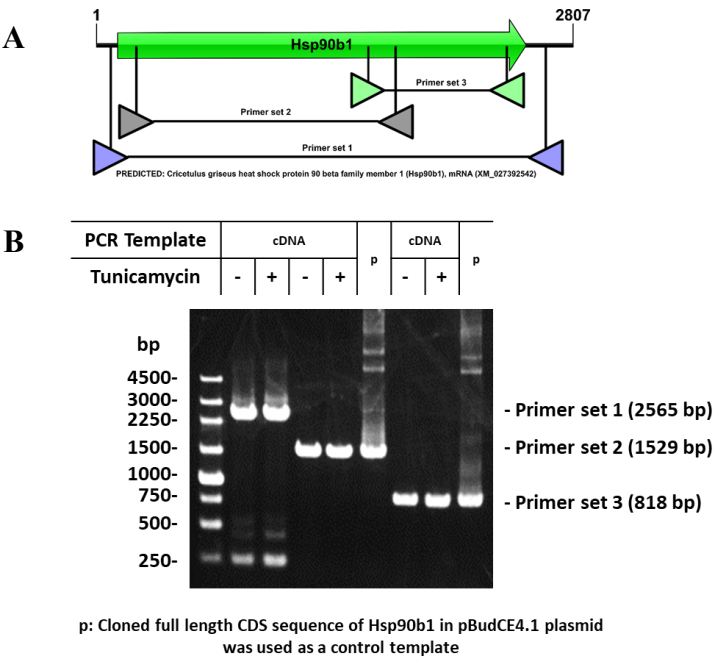 A
1
2807
Hsp90b1
Primer set 3
Primer set 2
Primer set 1
PREDICTED: Cricetulus griseus heat shock protein 90 beta family member 1 (Hsp90b1), mRNA (XM_027392542)
B
PCR Template cDNA p cDNA p
Tunicamycin - + - + - +
bp
4500-
3000-
2250-
1500-
1000-
750-
500-
250-
- Primer set 1 (2565 bp)
- Primer set 2 (1529 bp)
- Primer set 3 (818 bp)
p: Cloned full length CDS sequence of Hsp90b1 in pBudCE4.1 plasmid
was used as a control template